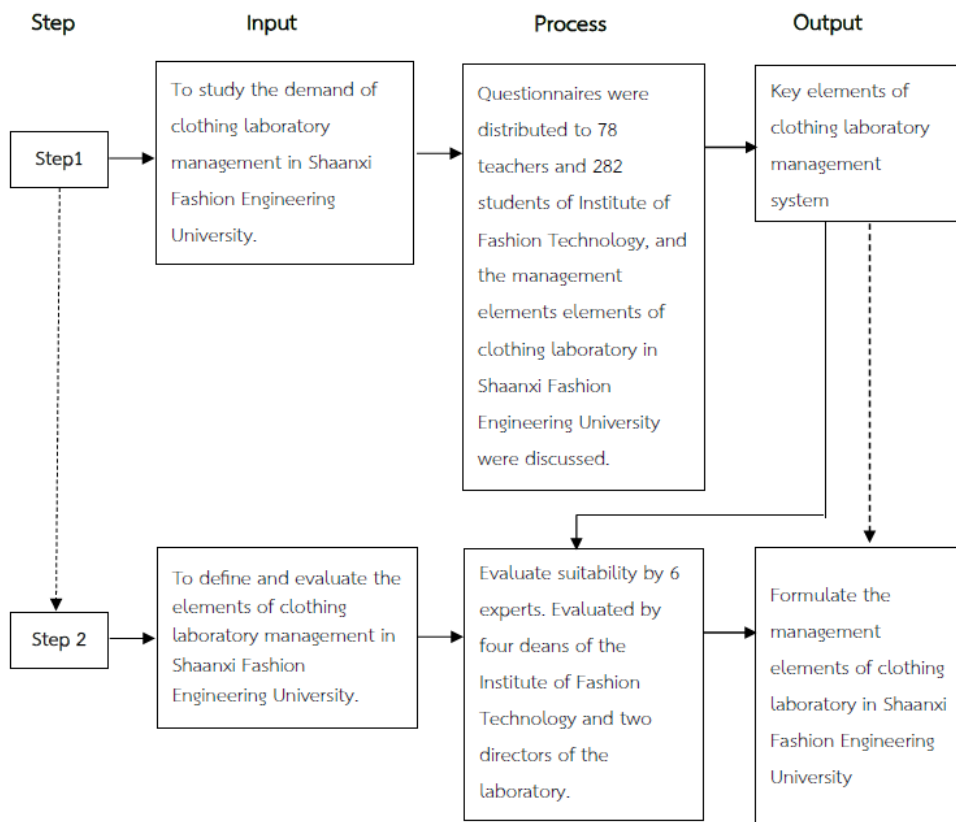 Step
Input
Process
Output
Step1
To study the demand of
clothing laboratory
management in Shaanxi
Fashion Engineering
University.
Questionnaires were
distributed to 78
teachers and 282
students of Institute of
Fashion Technology, and
the management
elements elements of
clothing laboratory in
Shaanxi Fashion
Engineering University
were discussed.
Key elements of
clothing laboratory
management
system
Step 2
To define and evaluate the
elements of clothing
laboratory management in
Shaanxi Fashion
Engineering University.
Evaluate suitability by 6
experts. Evaluated by
four deans of the
Institute of Fashion
Technology and two
directors of the
laboratory.
Formulate the
management
elements of clothing
laboratory in Shaanxi
Fashion Engineering
University